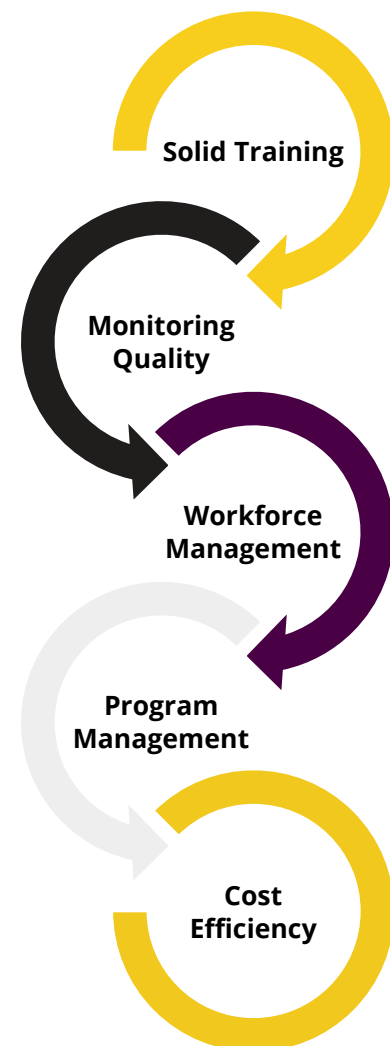 Solid Training
Monitoring
Quality
Workforce
Management
Program
Management
Cost
Efficiency